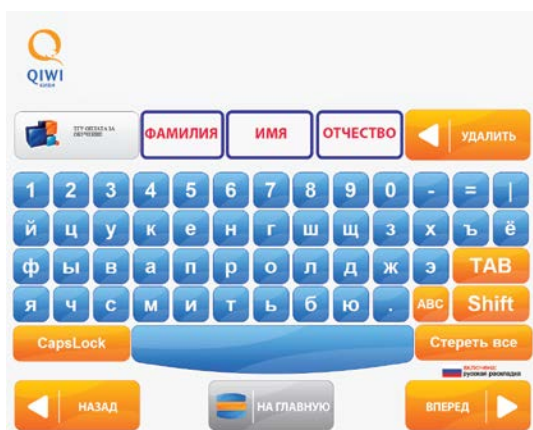 QIWI
ФАМИЛИЯ ИМЯ ОТЧЕСТВО УДАЛИТЬ
1 2 3 4 5 6 7 8 9 0 - = |
й ц у к е н г ш щ з х ъ ё
ф ы в а п р о л д ж э TAB
я ч с м и т ь б ю . ABC Shift
CapsLock Стереть все
русская раскладка
НАЗАД НА ГЛАВНУЮ ВПЕРЕД